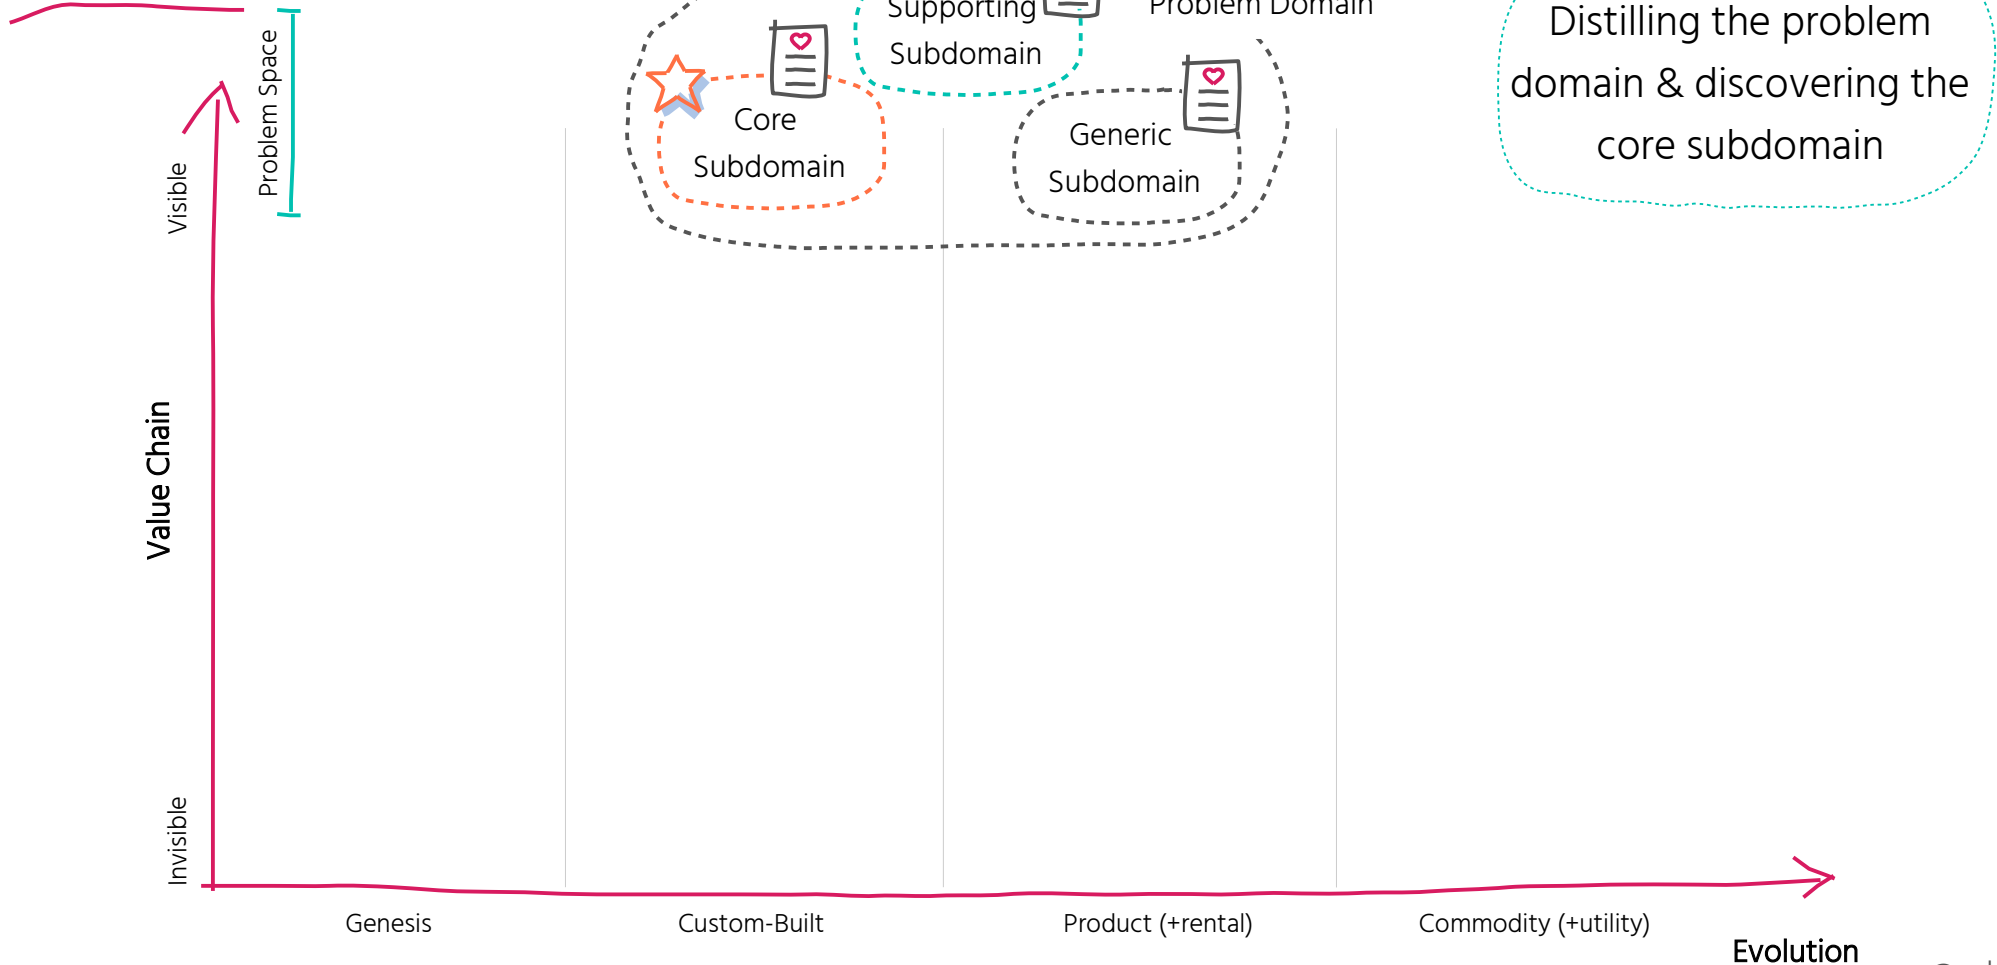 Supporting
Subdomain
Problem Domain
Distilling the problem
domain & discovering the
core subdomain
Problem Space
Core
Subdomain
Generic
Subdomain
Visible
Value Chain
Invisible
Genesis
Custom-Built
Product (+rental)
Commodity (+utility)
Evolution